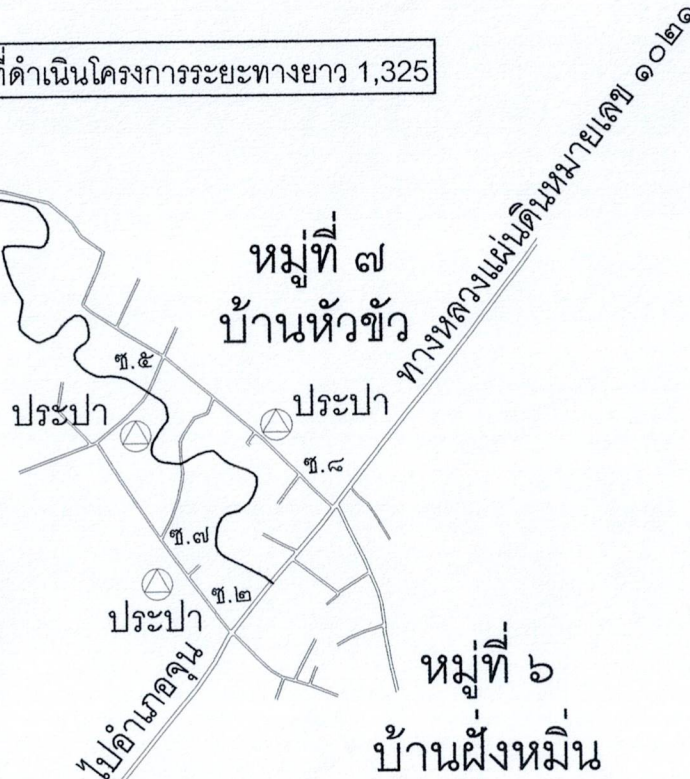 ที่ดำเนินโครงการระยะทางยาว 1,325
ทางหลวงแผ่นดินหมายเลข ๑๐๒๑
หมู่ที่ ๗
บ้านหัวขัว
ซ.๕
ประปา
ประปา
ซ.๘
ซ.๗
ซ.๒
ประปา
ไปอำเภอจุน
หมู่ที่ ๖
บ้านฝั่งหมิ่น